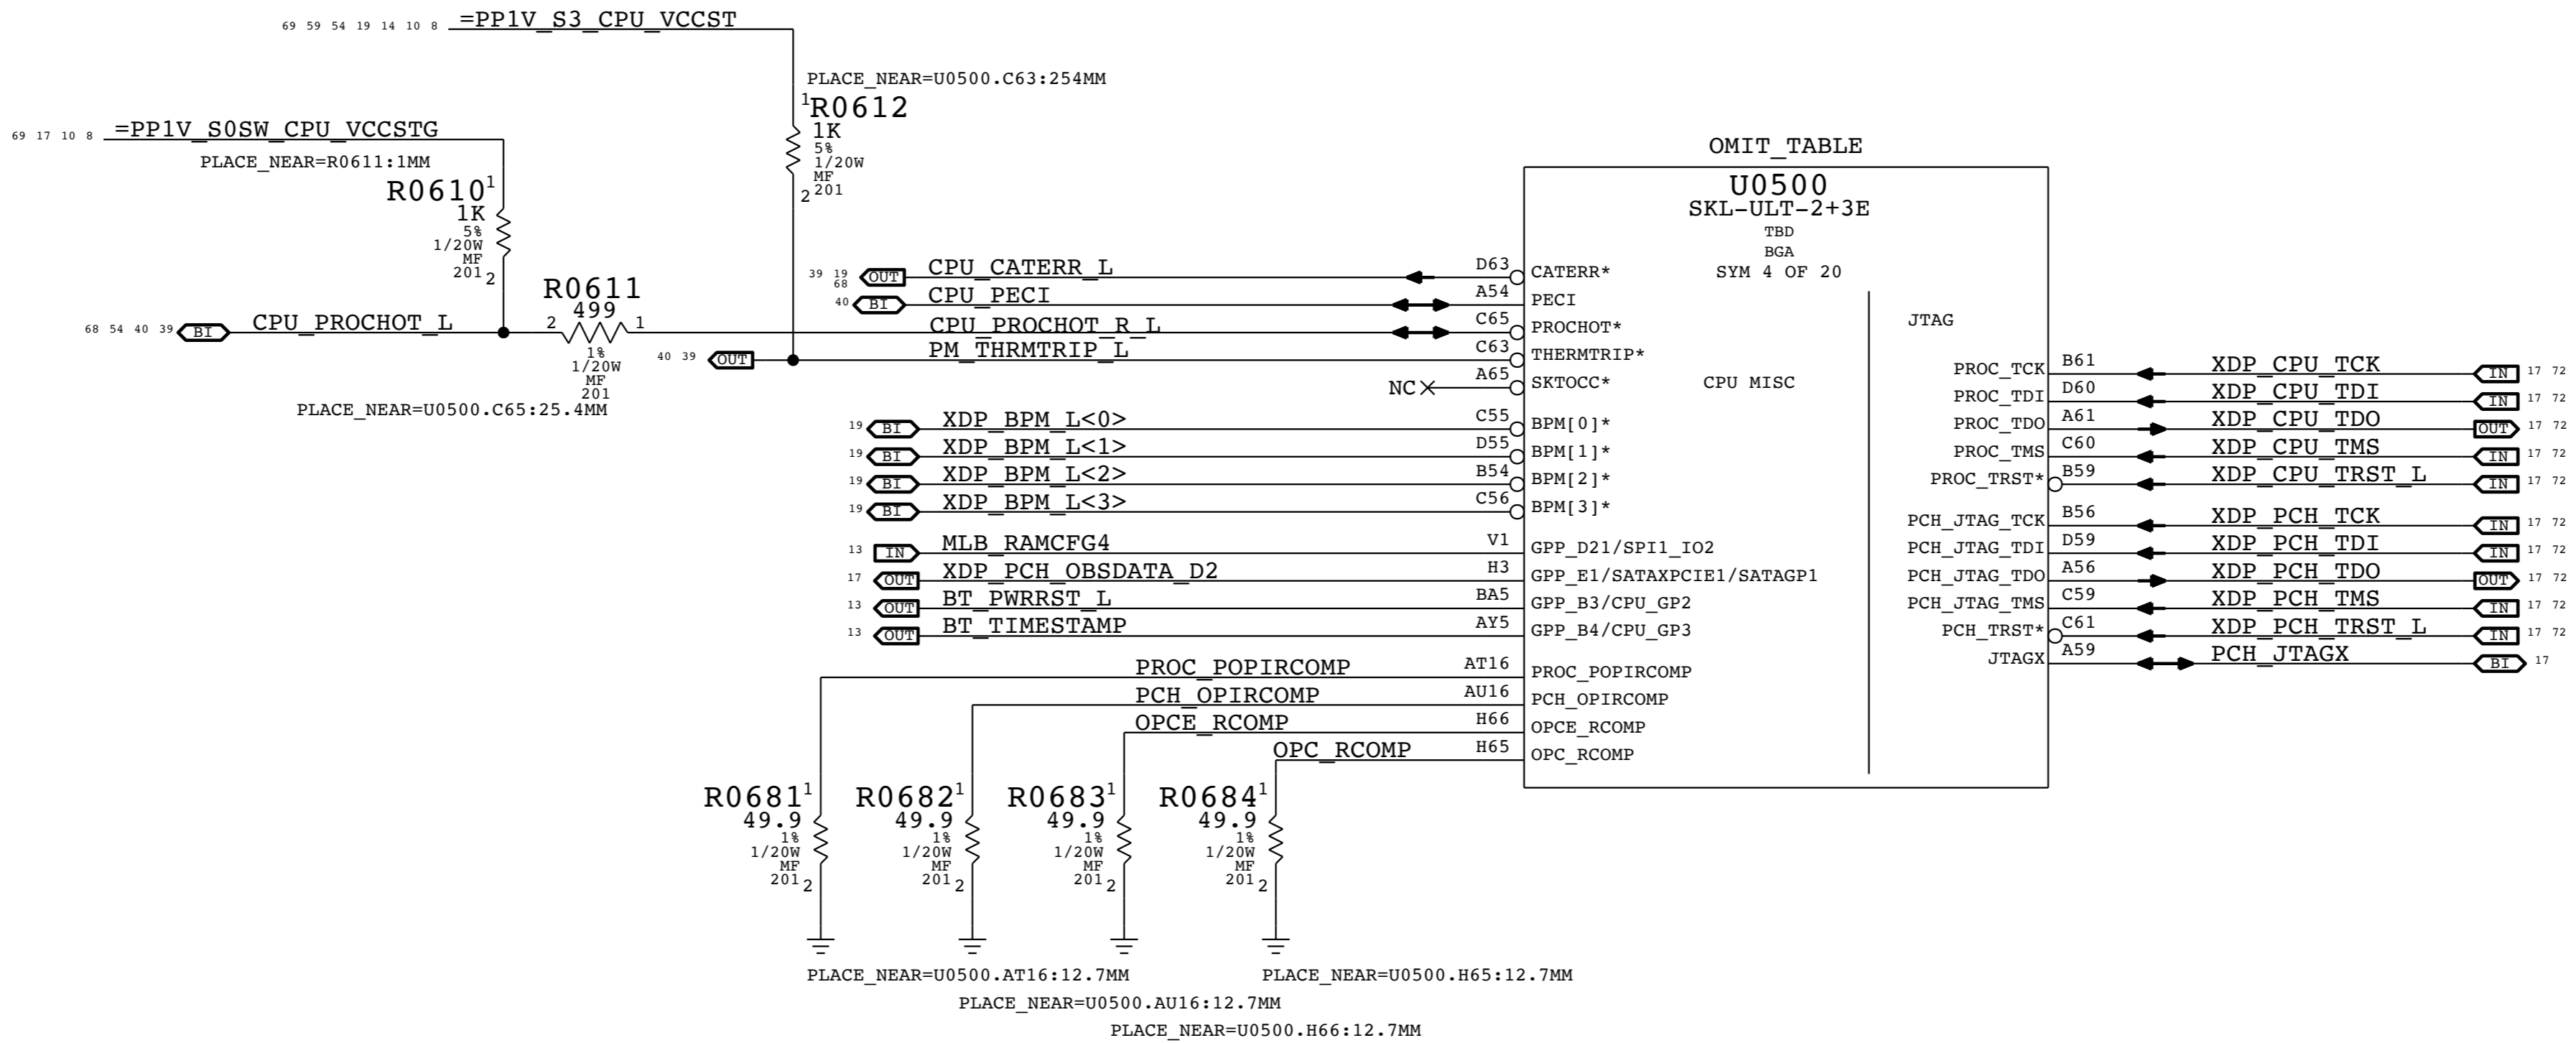 69 59 54 19 14 10 8 =PP1V_S3_CPU_VCCST
PLACE_NEAR=U0500.C63:254MM
1
R0612
1K
5%
1/20W
MF
201
2
69 17 10 8 =PP1V_S0SW_CPU_VCCSTG
PLACE_NEAR=R0611:1MM
R0610 1
1K
5%
1/20W
MF
201 2
R0611
499
2 1
1%
1/20W
MF
201
PLACE_NEAR=U0500.C65:25.4MM
68 54 40 39 BI CPU_PROCHOT_L
OMIT_TABLE
U0500
SKL-ULT-2+3E
TBD
BGA
SYM 4 OF 20
CPU MISC
JTAG
39 19
68
OUT CPU_CATERR_L D63 CATERR*
40 BI CPU_PECI A54 PECI
CPU_PROCHOT_R_L C65 PROCHOT*
40 39 OUT PM_THRMTRIP_L C63 THERMTRIP*
NC A65 SKTOCC*
19 BI XDP_BPM_L<0> C55 BPM[0]*
19 BI XDP_BPM_L<1> D55 BPM[1]*
19 BI XDP_BPM_L<2> B54 BPM[2]*
19 BI XDP_BPM_L<3> C56 BPM[3]*
13 IN MLB_RAMCFG4 V1 GPP_D21/SPI1_IO2
17 OUT XDP_PCH_OBSDATA_D2 H3 GPP_E1/SATAXPCIE1/SATAGP1
13 OUT BT_PWRRST_L BA5 GPP_B3/CPU_GP2
13 OUT BT_TIMESTAMP AY5 GPP_B4/CPU_GP3
PROC_POPIRCOMP AT16 PROC_POPIRCOMP
PCH_OPIRCOMP AU16 PCH_OPIRCOMP
OPCE_RCOMP H66 OPCE_RCOMP
OPC_RCOMP H65 OPC_RCOMP
PROC_TCK B61 XDP_CPU_TCK IN 17 72
PROC_TDI D60 XDP_CPU_TDI IN 17 72
PROC_TDO A61 XDP_CPU_TDO OUT 17 72
PROC_TMS C60 XDP_CPU_TMS IN 17 72
PROC_TRST* B59 XDP_CPU_TRST_L IN 17 72
PCH_JTAG_TCK B56 XDP_PCH_TCK IN 17 72
PCH_JTAG_TDI D59 XDP_PCH_TDI IN 17 72
PCH_JTAG_TDO A56 XDP_PCH_TDO OUT 17 72
PCH_JTAG_TMS C59 XDP_PCH_TMS IN 17 72
PCH_TRST* C61 XDP_PCH_TRST_L IN 17 72
JTAGX A59 PCH_JTAGX BI 17
R0681 1
49.9
1%
1/20W
MF
201 2
R0682 1
49.9
1%
1/20W
MF
201 2
R0683 1
49.9
1%
1/20W
MF
201 2
R0684 1
49.9
1%
1/20W
MF
201 2
PLACE_NEAR=U0500.AT16:12.7MM
PLACE_NEAR=U0500.H65:12.7MM
PLACE_NEAR=U0500.AU16:12.7MM
PLACE_NEAR=U0500.H66:12.7MM